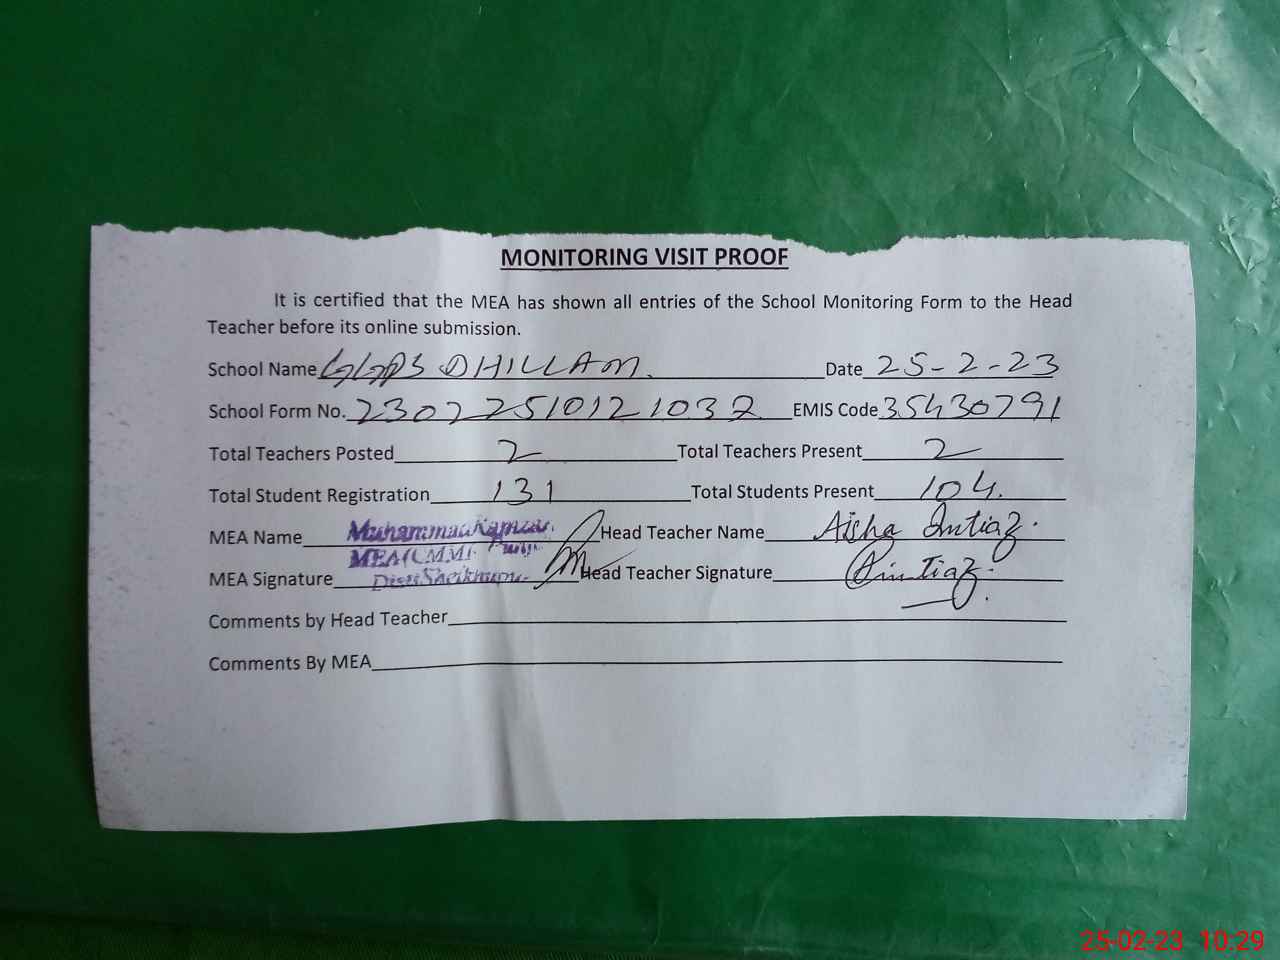 MONITORING VISIT PROOF
It is certified that the MEA has shown all entries of the School Monitoring Form to the Head
Teacher before its online submission.
School Name GGPS DHILLAM. Date 25-2-23
School Form No. 23022510121032 EMIS Code 35430791
Total Teachers Posted 2 Total Teachers Present 2
Total Student Registration 131 Total Students Present 104.
MEA Name Muhammad Head Teacher Name Aisha Imtiaz.
MEA Signature Head Teacher Signature Aimtiaz.
Comments by Head Teacher
Comments By MEA
25-02-23 10:29